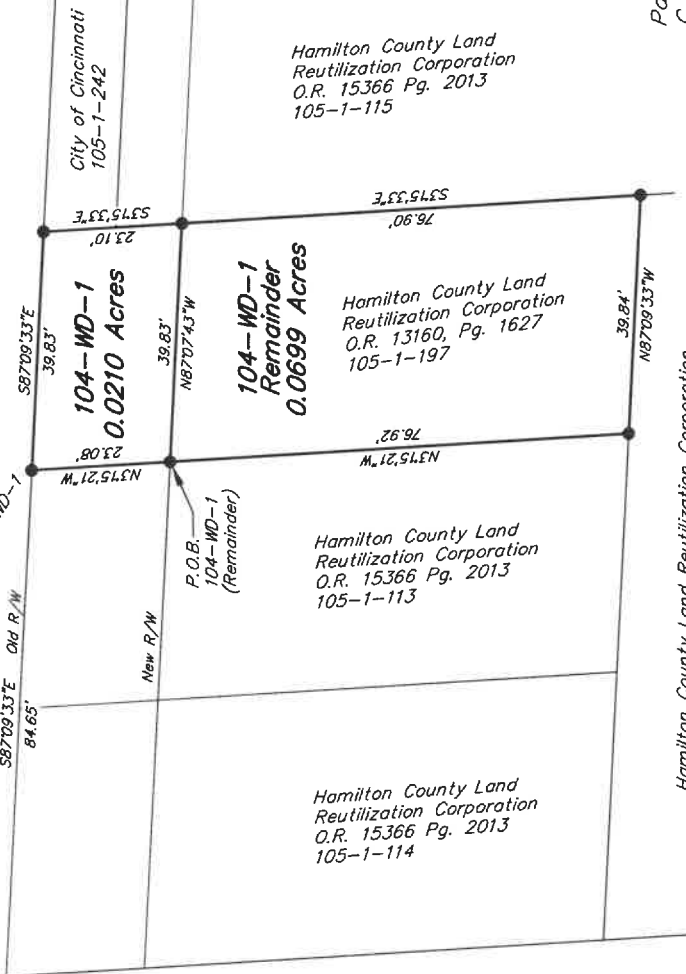 City of Cincinnati
105-1-242
Hamilton County Land
Reutilization Corporation
O.R. 15366 Pg. 2013
105-1-115
S87°09'33"E
39.83'
S3°15'33"E
23.10'
S3°15'33"E
76.90'
104-WD-1
0.0210 Acres
39.83'
N87°07'43"W
104-WD-1
Remainder
0.0699 Acres
Hamilton County Land
Reutilization Corporation
O.R. 13160, Pg. 1627
105-1-197
39.84'
N87°09'33"W
23.08'
N3°15'21"W
76.92'
N3°15'21"W
P.O.B.
104-WD-1
(Remainder)
Hamilton County Land
Reutilization Corporation
O.R. 15366 Pg. 2013
105-1-113
S87°09'33"E
84.65'
Old R/W
New R/W
Hamilton County Land
Reutilization Corporation
O.R. 15366 Pg. 2013
105-1-114
Hamilton County Land Reutilization Corporation